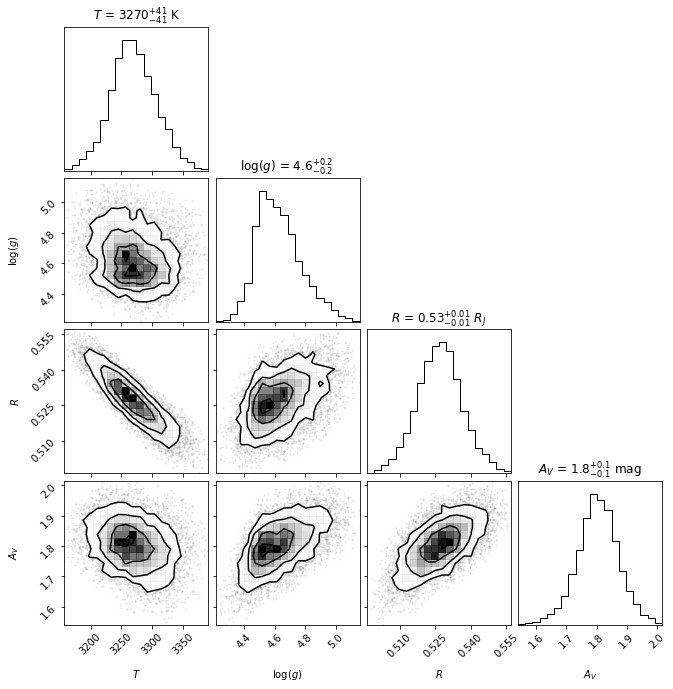 T = 3270+41−41 K
log(g) = 4.6+0.2−0.2
R = 0.53+0.01−0.01 RJ
AV = 1.8+0.1−0.1 mag
log(g)
5.0
4.8
4.6
4.4
R
0.555
0.540
0.525
0.510
AV
2.0
1.9
1.8
1.7
1.6
3200 3250 3300 3350
T
4.4 4.6 4.8 5.0
log(g)
0.510 0.525 0.540 0.555
R
1.6 1.7 1.8 1.9 2.0
AV